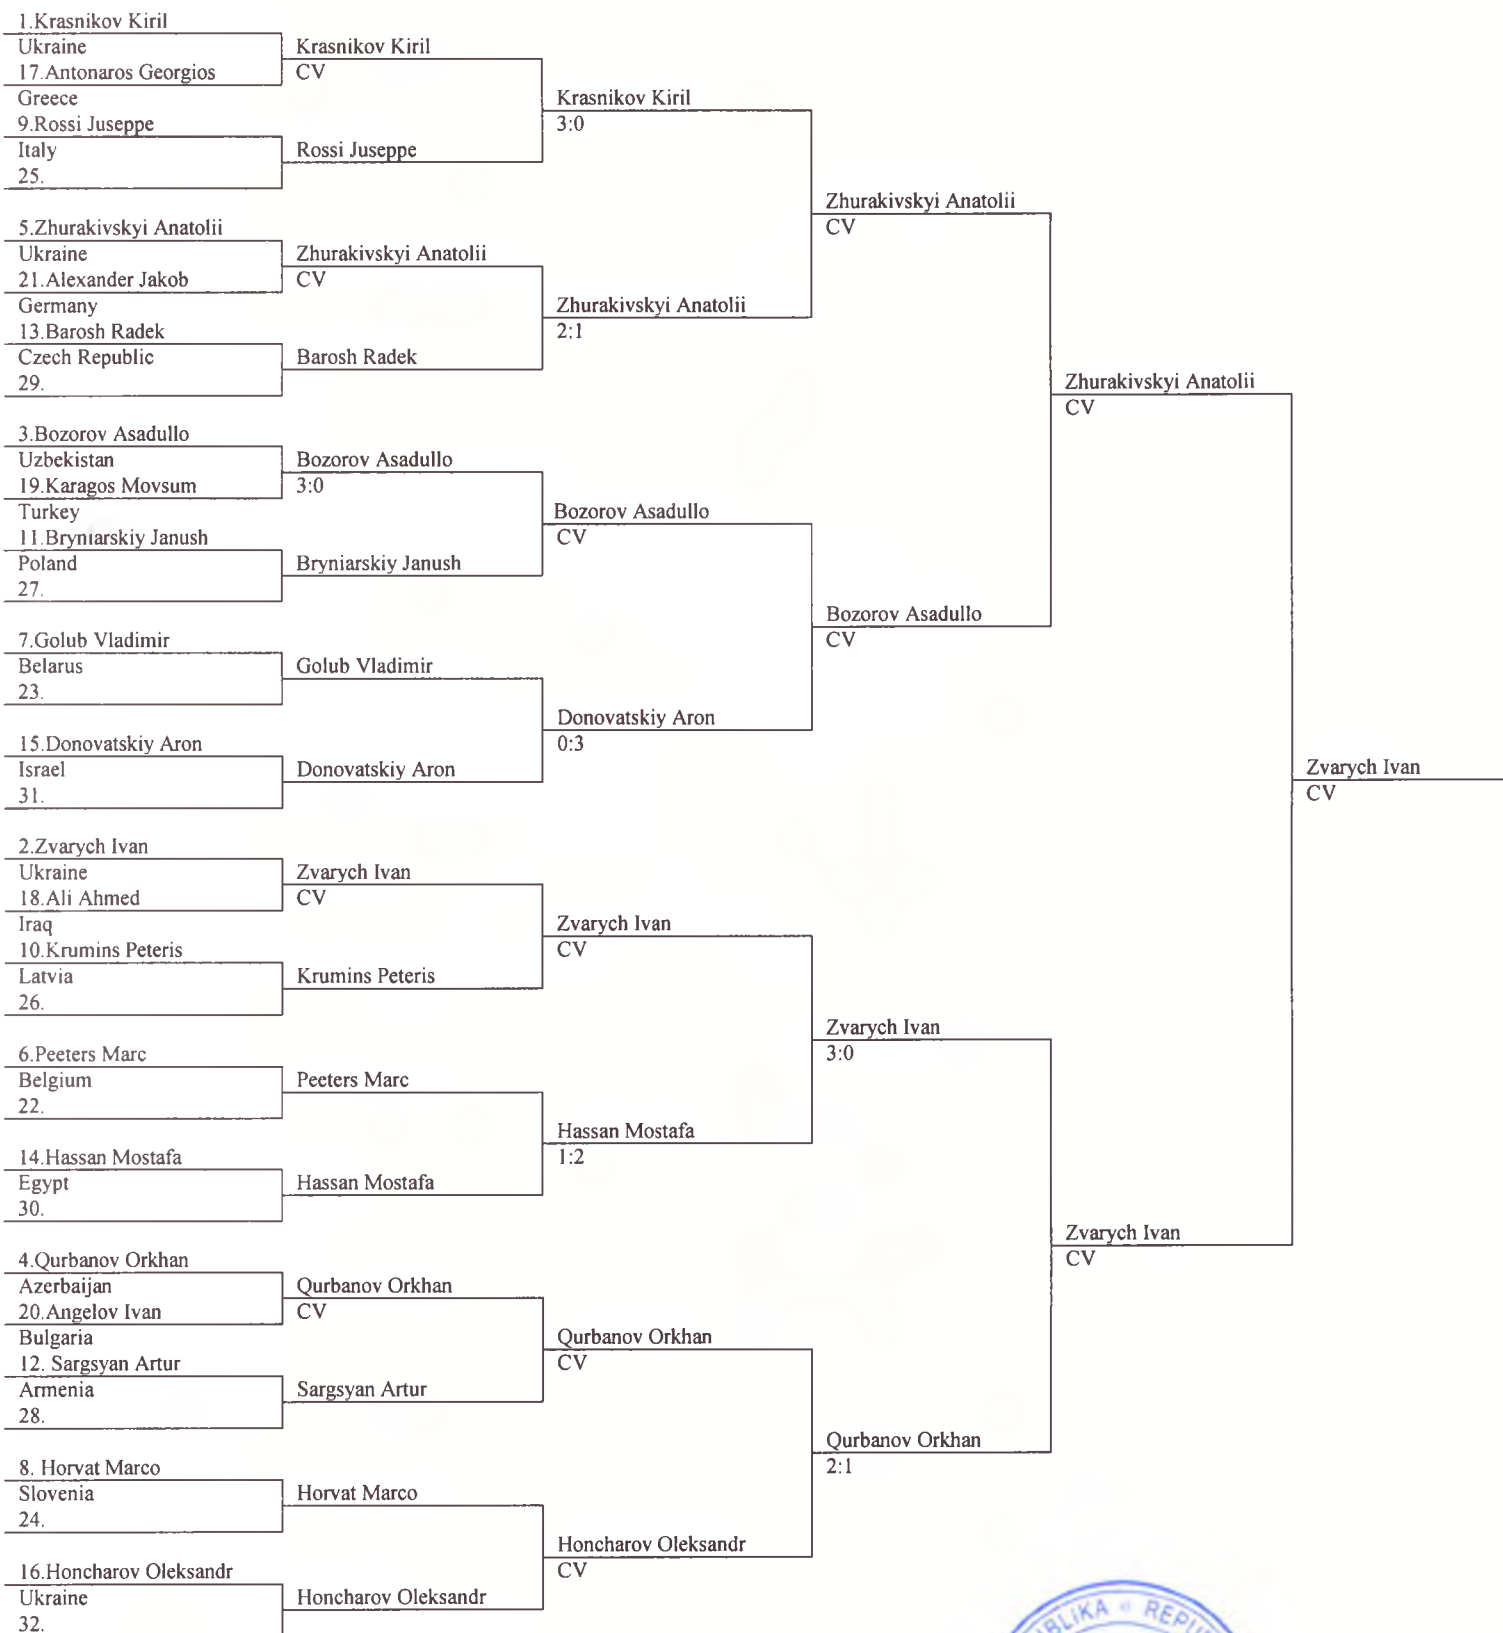 1.Krasnikov Kiril
Ukraine
17.Antonaros Georgios
Greece
9.Rossi Juseppe
Italy
25.
5.Zhurakivskyi Anatolii
Ukraine
21.Alexander Jakob
Germany
13.Barosh Radek
Czech Republic
29.
3.Bozorov Asadullo
Uzbekistan
19.Karagos Movsum
Turkey
11.Bryniarskiy Janush
Poland
27.
7.Golub Vladimir
Belarus
23.
15.Donovatskiy Aron
Israel
31.
2.Zvarych Ivan
Ukraine
18.Ali Ahmed
Iraq
10.Krumins Peteris
Latvia
26.
6.Peeters Marc
Belgium
22.
14.Hassan Mostafa
Egypt
30.
4.Qurbanov Orkhan
Azerbaijan
20.Angelov Ivan
Bulgaria
12. Sargsyan Artur
Armenia
28.
8. Horvat Marco
Slovenia
24.
16.Honcharov Oleksandr
Ukraine
32.
Krasnikov Kiril
CV
Rossi Juseppe
Zhurakivskyi Anatolii
CV
Barosh Radek
Bozorov Asadullo
3:0
Bryniarskiy Janush
Golub Vladimir
Donovatskiy Aron
Zvarych Ivan
CV
Krumins Peteris
Peeters Marc
Hassan Mostafa
Qurbanov Orkhan
CV
Sargsyan Artur
Horvat Marco
Honcharov Oleksandr
Krasnikov Kiril
3:0
Zhurakivskyi Anatolii
2:1
Bozorov Asadullo
CV
Donovatskiy Aron
0:3
Zvarych Ivan
CV
Hassan Mostafa
1:2
Qurbanov Orkhan
CV
Honcharov Oleksandr
CV
Zhurakivskyi Anatolii
CV
Bozorov Asadullo
CV
Zvarych Ivan
3:0
Qurbanov Orkhan
2:1
Zhurakivskyi Anatolii
CV
Zvarych Ivan
CV
Zvarych Ivan
CV